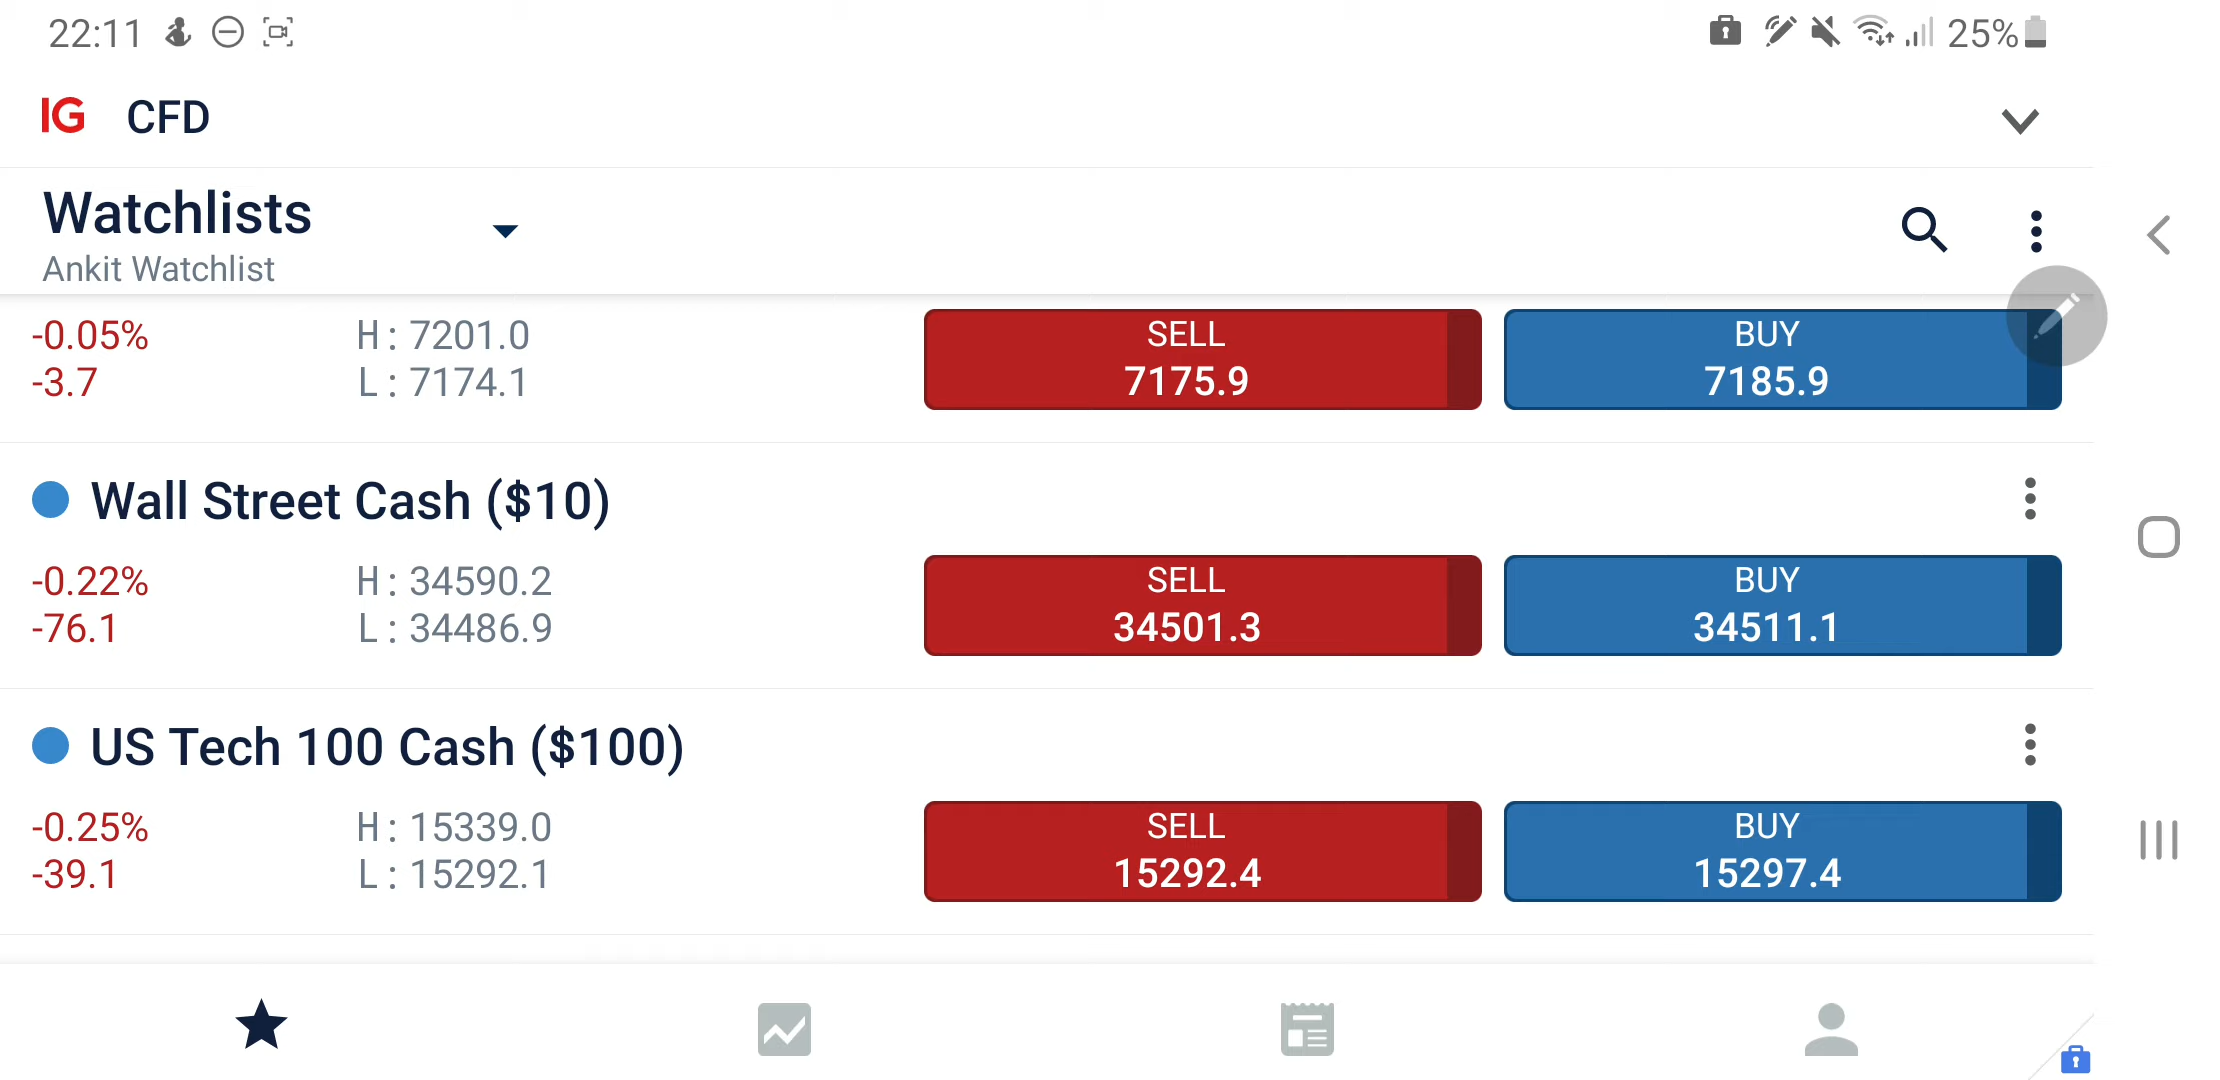 22:11 25%
IG CFD
Watchlists
Ankit Watchlist
-0.05% H: 7201.0 SELL BUY
-3.7 L: 7174.1 7175.9 7185.9
Wall Street Cash ($10)
-0.22% H: 34590.2 SELL BUY
-76.1 L: 34486.9 34501.3 34511.1
US Tech 100 Cash ($100)
-0.25% H: 15339.0 SELL BUY
-39.1 L: 15292.1 15292.4 15297.4